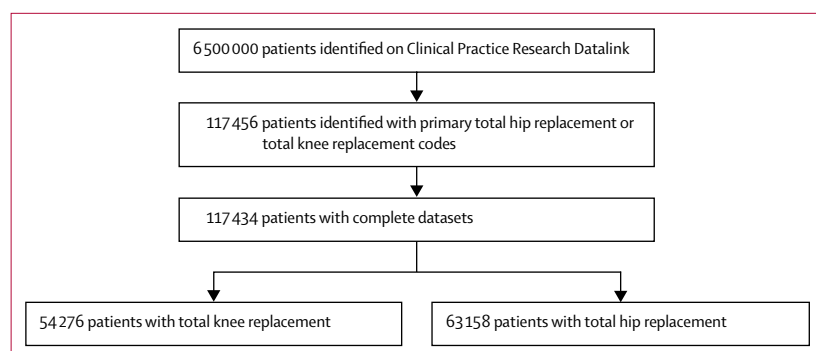 6 500 000 patients identified on Clinical Practice Research Datalink
117 456 patients identified with primary total hip replacement or
total knee replacement codes
117 434 patients with complete datasets
54 276 patients with total knee replacement
63 158 patients with total hip replacement